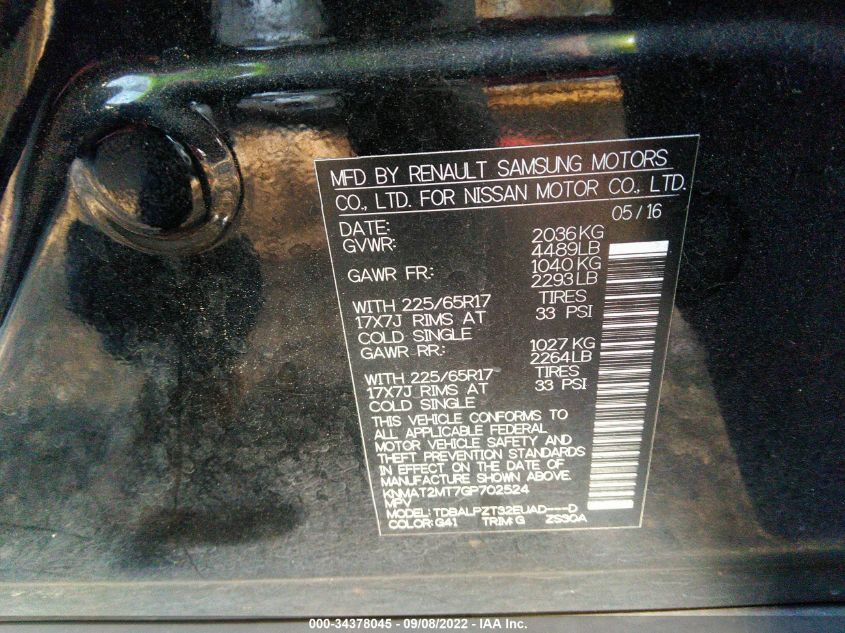 MFD BY RENAULT SAMSUNG MOTORS
CO., LTD. FOR NISSAN MOTOR CO., LTD.
DATE: 05/16
GVWR: 2036KG
4489LB
GAWR FR: 1040KG
2293LB
WITH 225/65R17 TIRES
17X7J RIMS AT 33 PSI
COLD SINGLE
GAWR RR: 1027KG
2264LB
WITH 225/65R17 TIRES
17X7J RIMS AT 33 PSI
COLD SINGLE
THIS VEHICLE CONFORMS TO
ALL APPLICABLE FEDERAL
MOTOR VEHICLE SAFETY AND
THEFT PREVENTION STANDARDS
IN EFFECT ON THE DATE OF
MANUFACTURE SHOWN ABOVE.
KNMAT2MT7GP702524
MPV
MODEL: TDBALPZT32EUAD---D
COLOR: G41 TRIM: G ZS90A
000-34378045 - 09/08/2022 - IAA Inc.